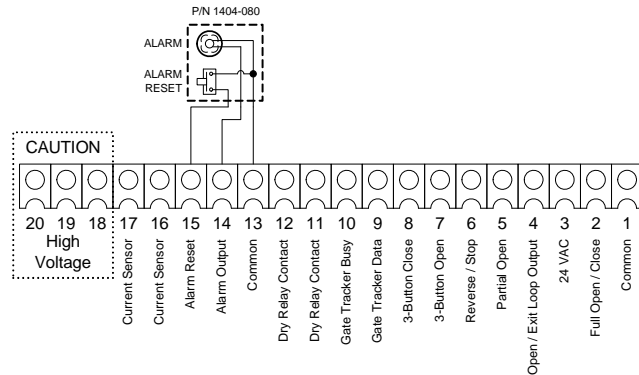 P/N 1404-080
ALARM
ALARM
RESET
CAUTION
20 19 18 17 16 15 14 13 12 11 10 9 8 7 6 5 4 3 2 1
High
Voltage
Current Sensor
Current Sensor
Alarm Reset
Alarm Output
Common
Dry Relay Contact
Dry Relay Contact
Gate Tracker Busy
Gate Tracker Data
3-Button Close
3-Button Open
Reverse / Stop
Partial Open
Open / Exit Loop Output
24 VAC
Full Open / Close
Common